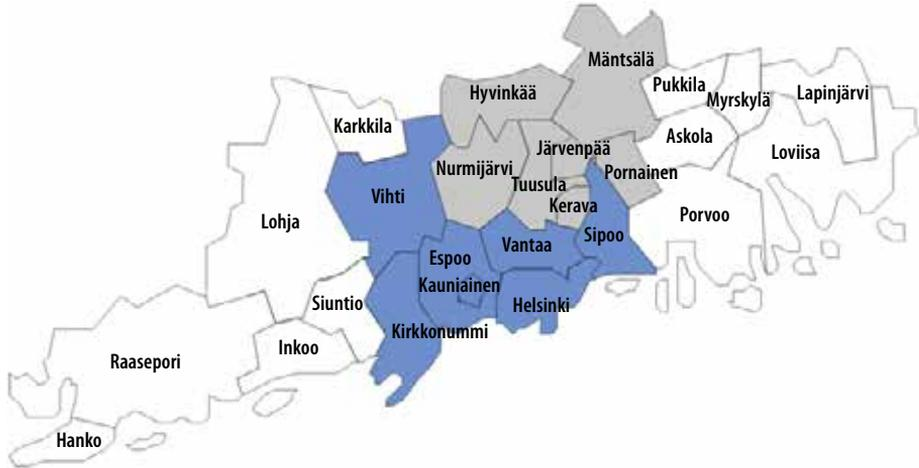 Mäntsälä
Hyvinkää
Pukkila
Myrskylä
Lapinjärvi
Karkkila
Askola
Järvenpää
Loviisa
Nurmijärvi
Pornainen
Tuusula
Vihti
Kerava
Porvoo
Lohja
Sipoo
Vantaa
Espoo
Kauniainen
Siuntio
Helsinki
Kirkkonummi
Inkoo
Raasepori
Hanko